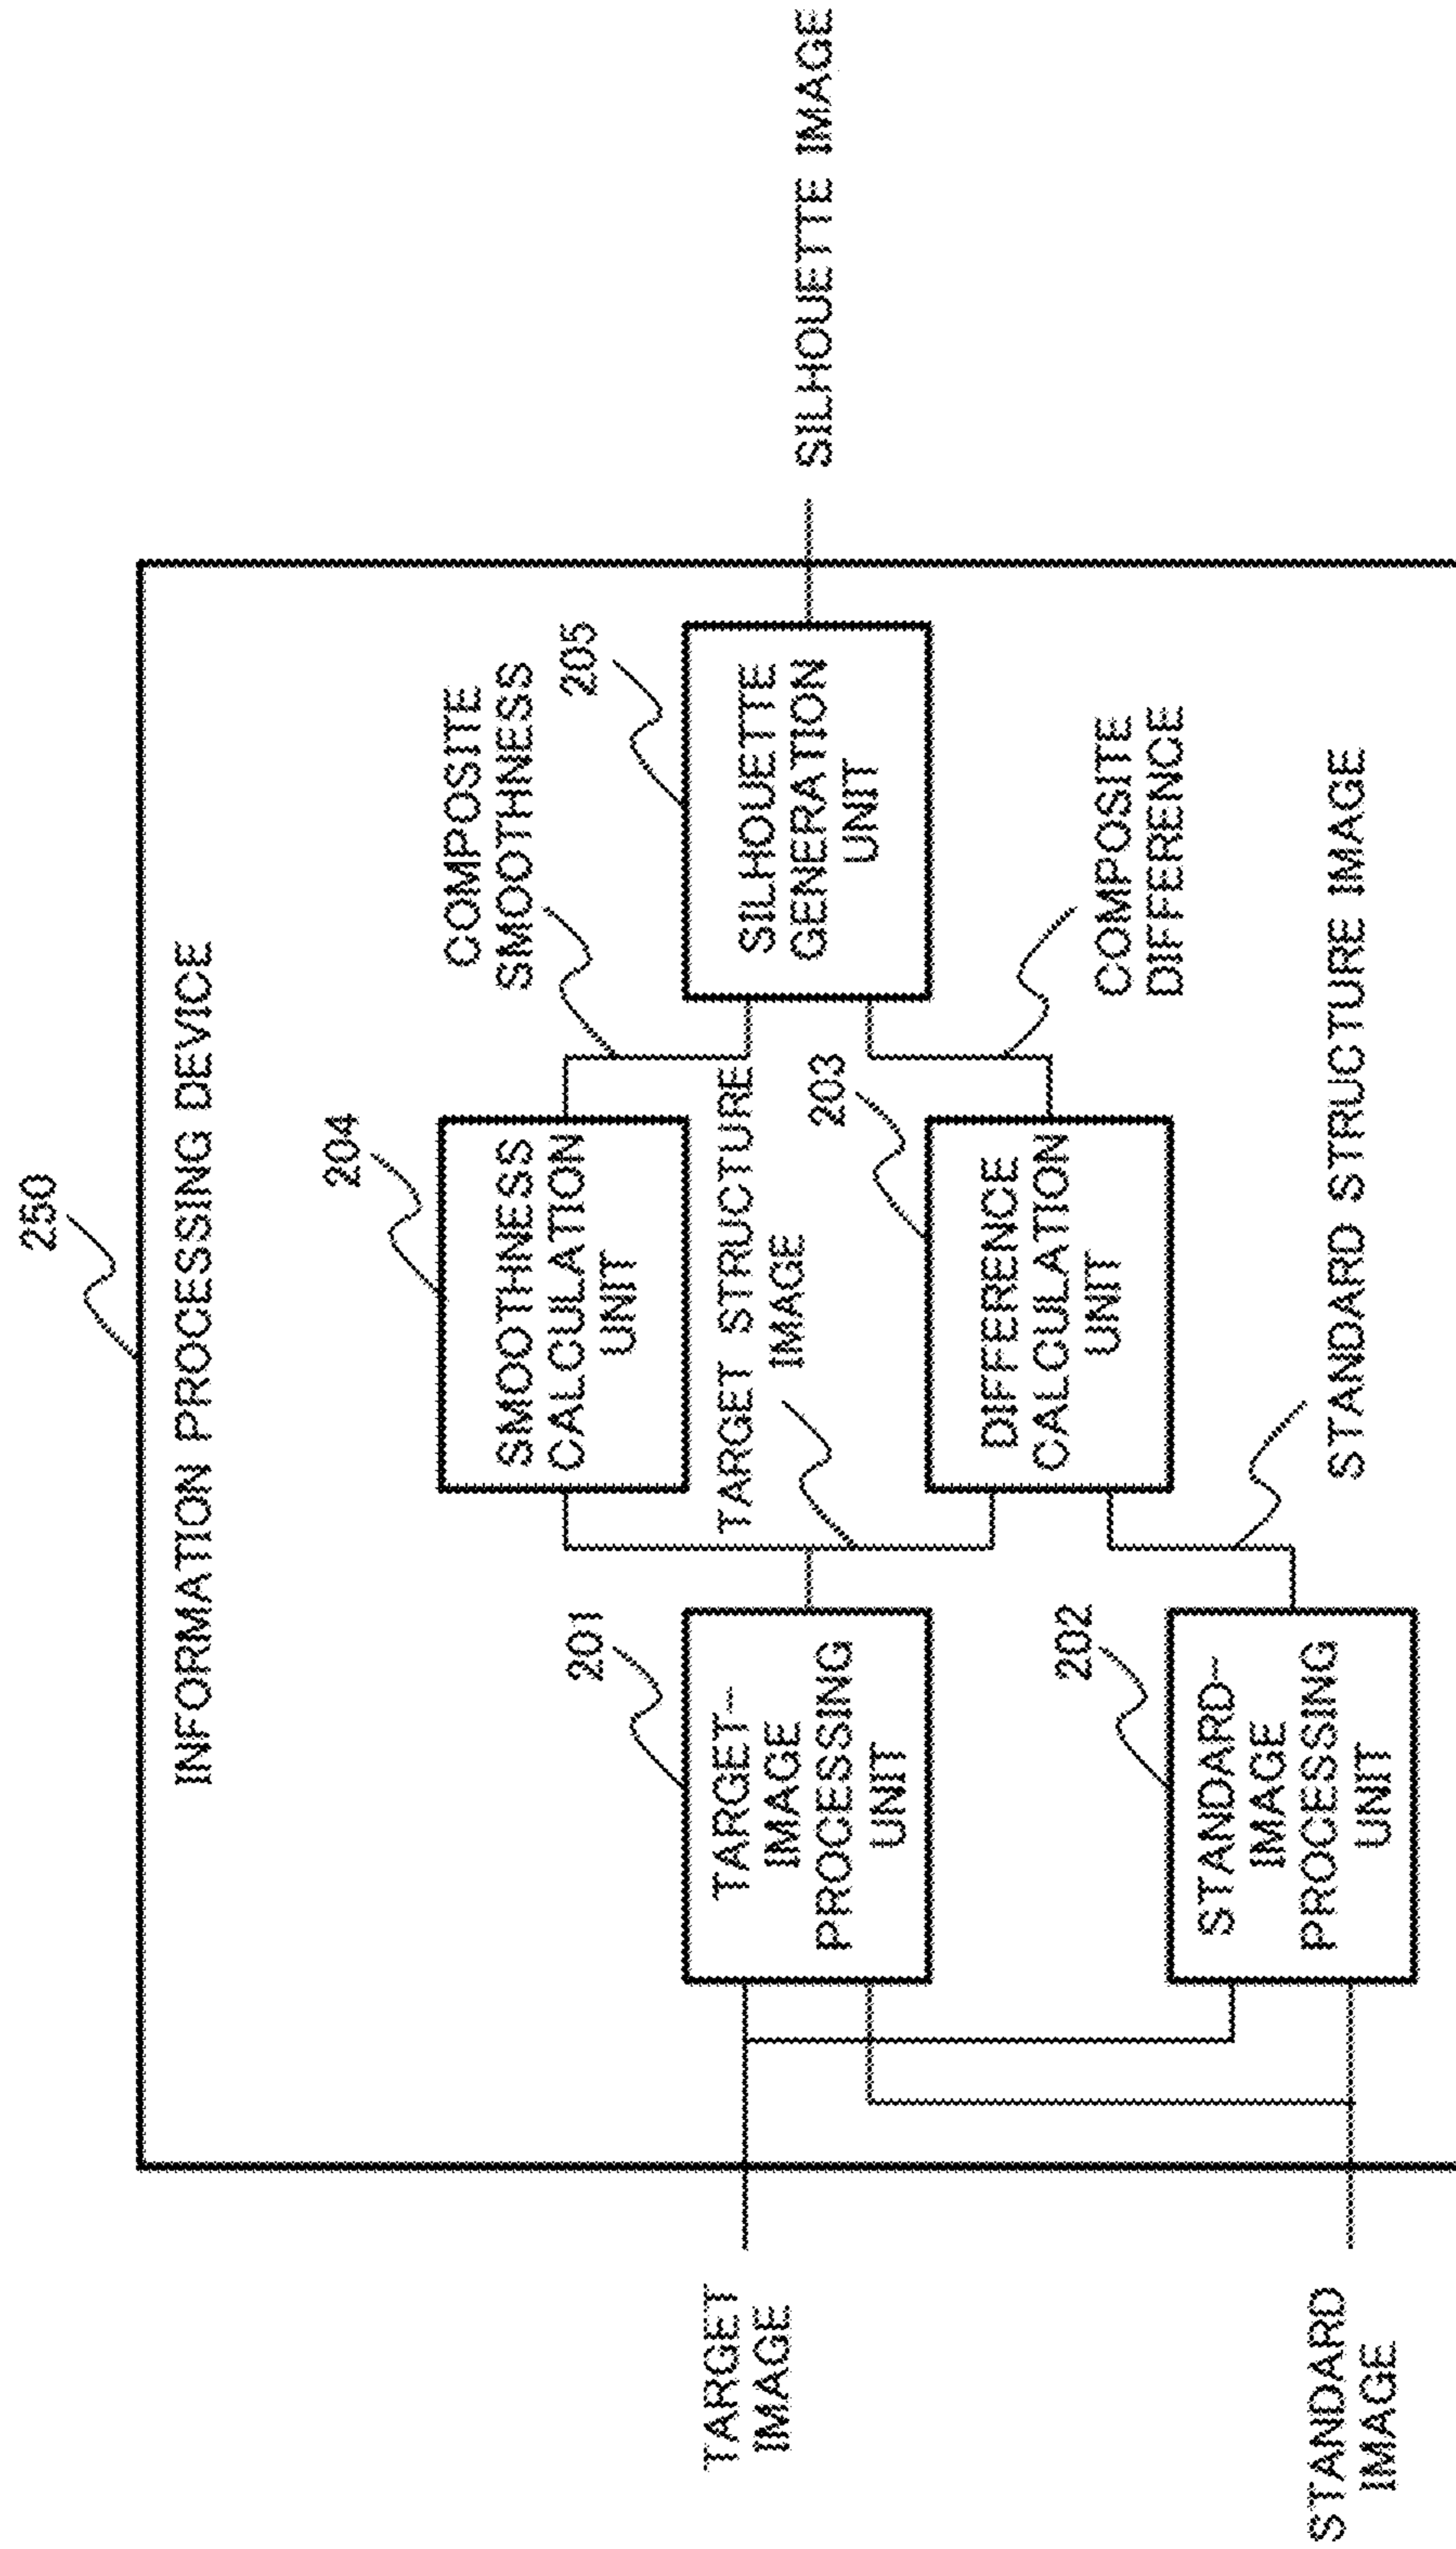 250
INFORMATION PROCESSING DEVICE
204
SMOOTHNESS
CALCULATION
UNIT
COMPOSITE
SMOOTHNESS
205
TARGET
IMAGE
201
TARGET-
IMAGE
PROCESSING
UNIT
TARGET STRUCTURE
IMAGE
SILHOUETTE
GENERATION
UNIT
SILHOUETTE IMAGE
203
DIFFERENCE
CALCULATION
UNIT
COMPOSITE
DIFFERENCE
STANDARD
IMAGE
202
STANDARD-
IMAGE
PROCESSING
UNIT
STANDARD STRUCTURE IMAGE